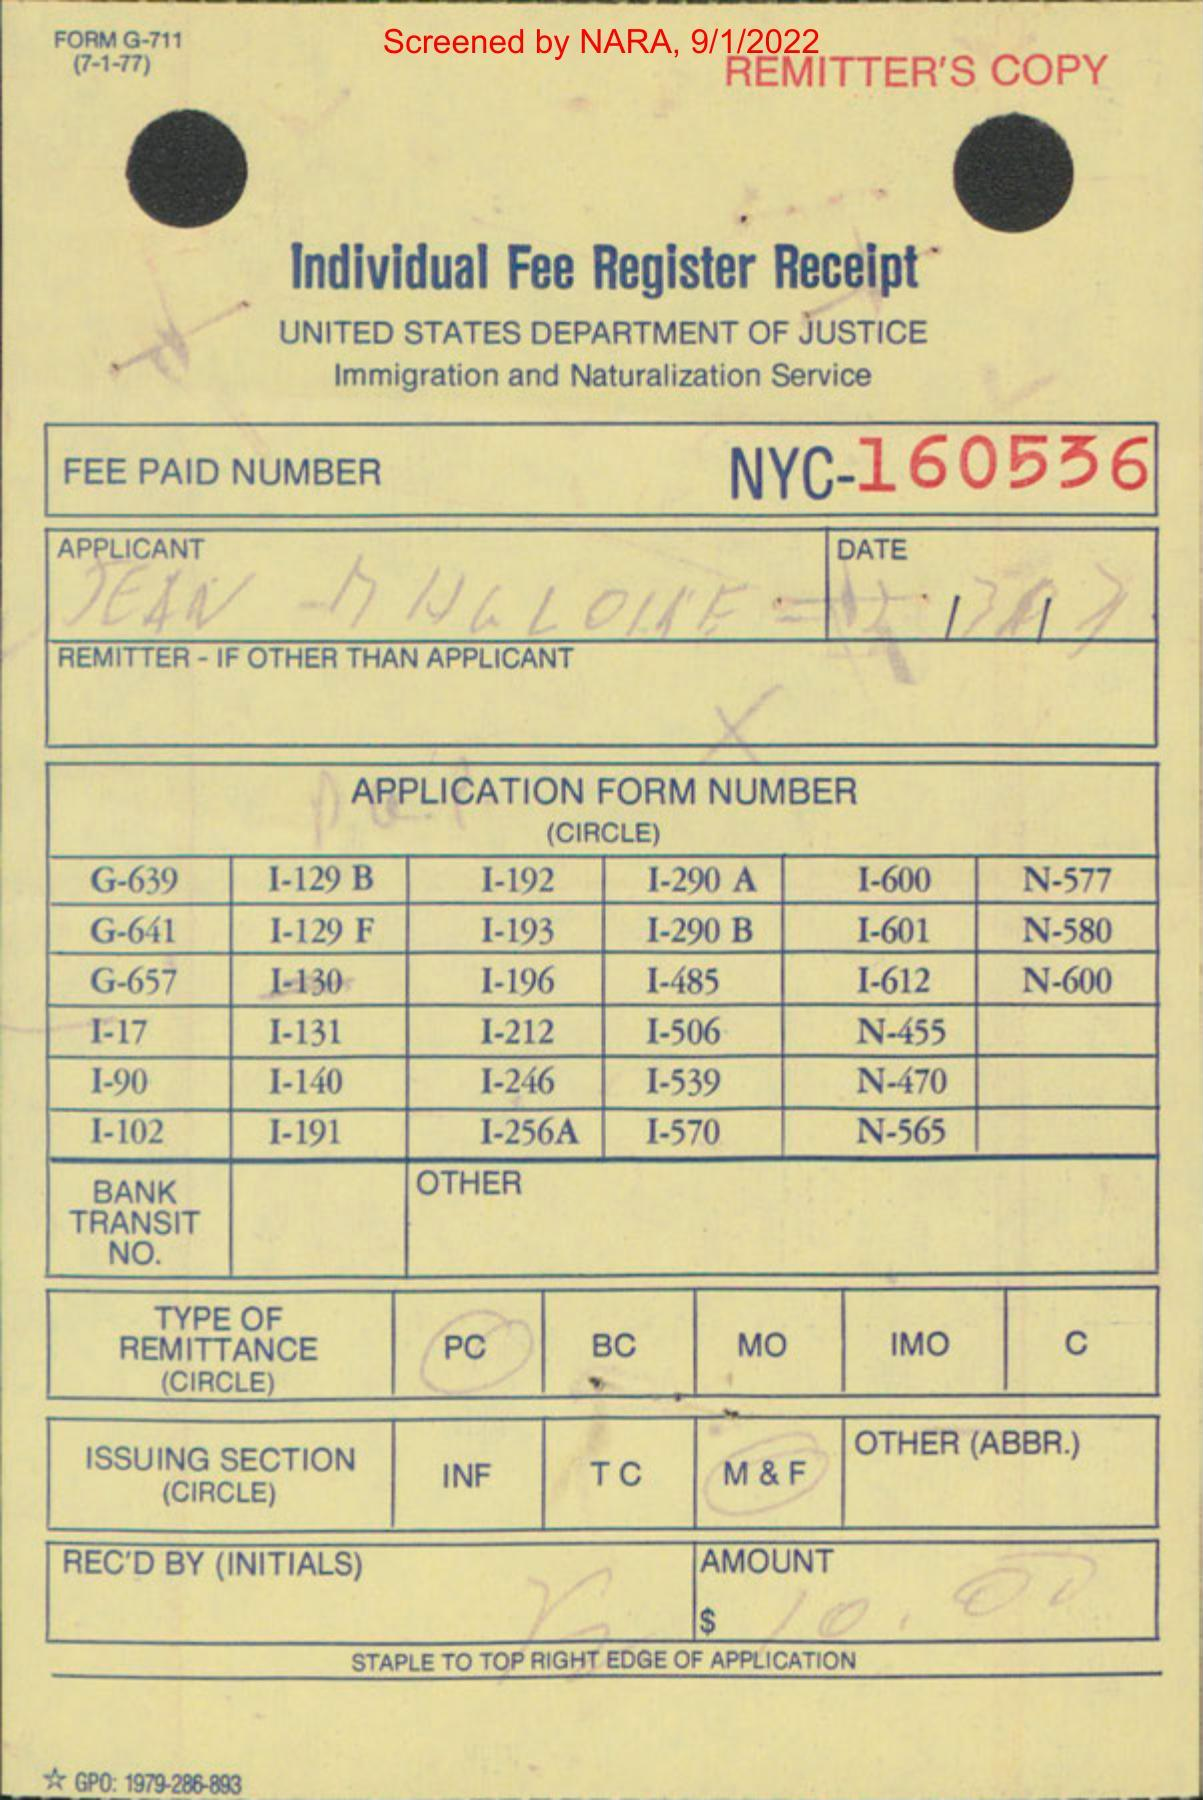 FORM G-711
(7-1-77)
Screened by NARA, 9/1/2022
REMITTER'S COPY
Individual Fee Register Receipt
UNITED STATES DEPARTMENT OF JUSTICE
Immigration and Naturalization Service
FEE PAID NUMBER NYC-160536
APPLICANT DATE
JEAN
REMITTER - IF OTHER THAN APPLICANT
APPLICATION FORM NUMBER
(CIRCLE)
G-639 I-129 B I-192 I-290 A I-600 N-577
G-641 I-129 F I-193 I-290 B I-601 N-580
G-657 I-130 I-196 I-485 I-612 N-600
I-17 I-131 I-212 I-506 N-455
I-90 I-140 I-246 I-539 N-470
I-102 I-191 I-256A I-570 N-565
BANK TRANSIT NO. OTHER
TYPE OF REMITTANCE (CIRCLE) PC BC MO IMO C
ISSUING SECTION (CIRCLE) INF T C M & F OTHER (ABBR.)
REC'D BY (INITIALS) AMOUNT
$ 10.00
STAPLE TO TOP RIGHT EDGE OF APPLICATION
☆ GPO: 1979-286-893